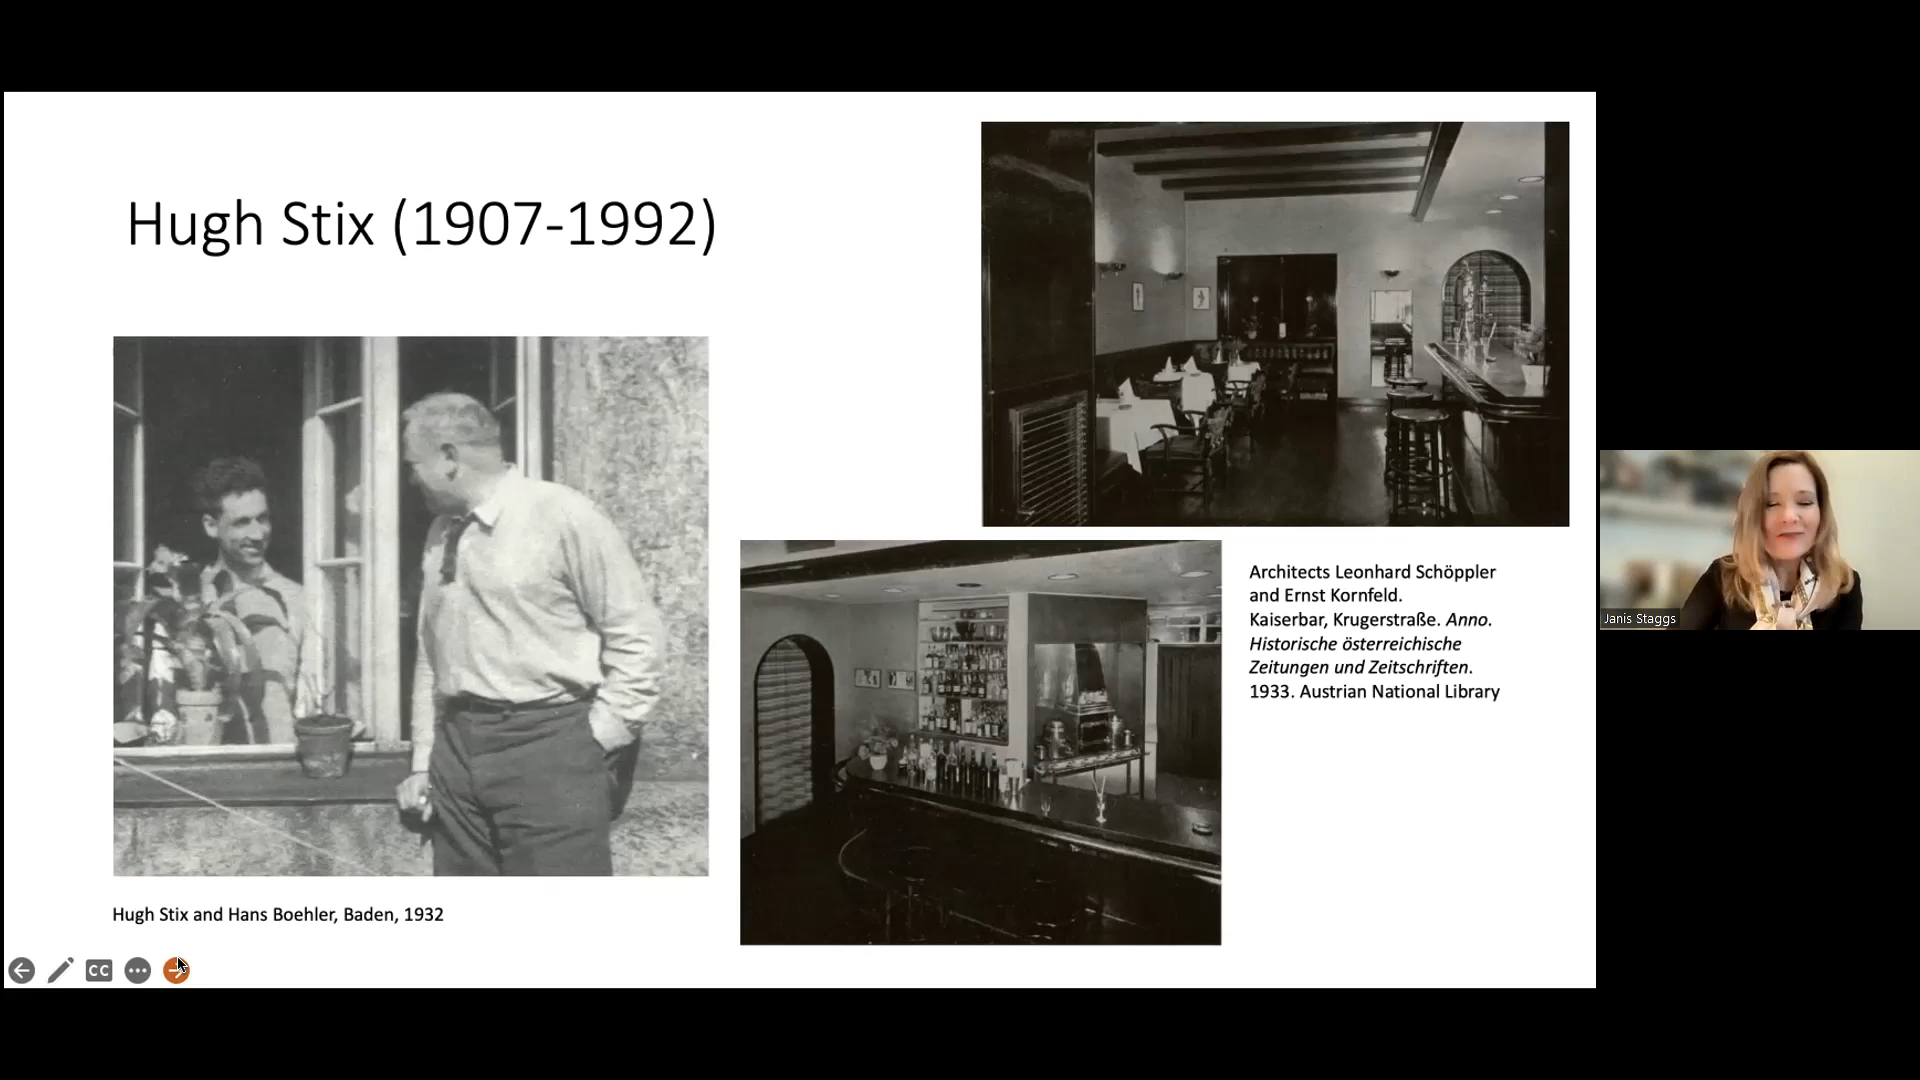 Hugh Stix (1907-1992)
Hugh Stix and Hans Boehler, Baden, 1932
Architects Leonhard Schöppler
and Ernst Kornfeld.
Kaiserbar, Krugerstraße. Anno.
Historische österreichische
Zeitungen und Zeitschriften.
1933. Austrian National Library
CC
Janis Staggs